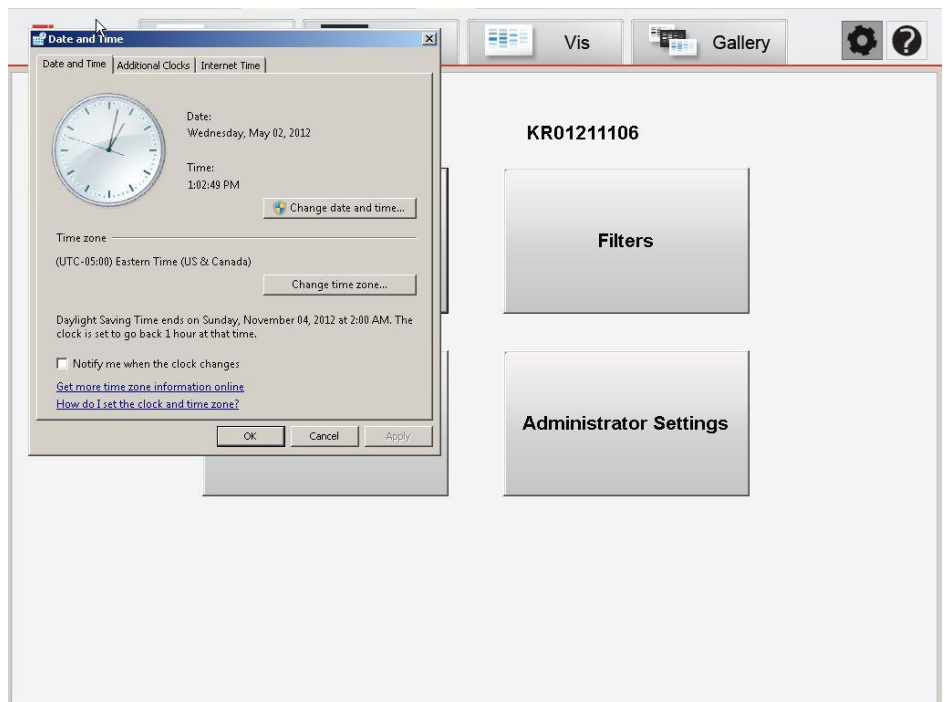 Date and Time
Date and Time Additional Clocks Internet Time
Vis
Gallery
Date:
Wednesday, May 02, 2012
Time:
1:02:49 PM
Change date and time...
Time zone
(UTC-05:00) Eastern Time (US & Canada)
Change time zone...
Daylight Saving Time ends on Sunday, November 04, 2012 at 2:00 AM. The
clock is set to go back 1 hour at that time.
Notify me when the clock changes
Get more time zone information online
How do I set the clock and time zone?
OK Cancel Apply
KR01211106
Filters
Administrator Settings